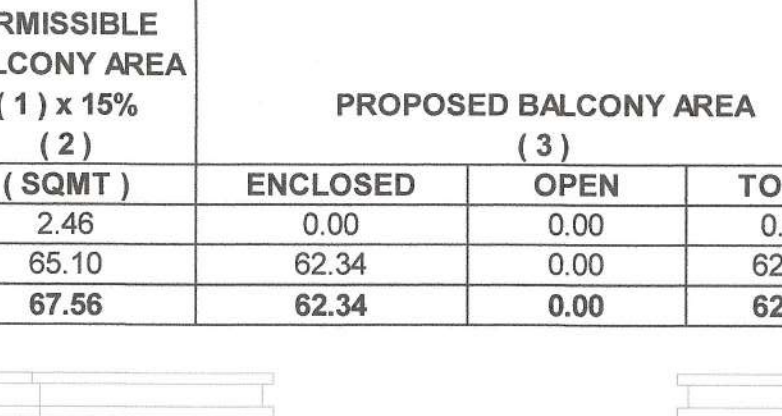 RMISSIBLE
LCONY AREA
( 1 ) x 15%
( 2 )
PROPOSED BALCONY AREA
( 3 )
( SQMT ) ENCLOSED OPEN TO
2.46 0.00 0.00 0.
65.10 62.34 0.00 62
67.56 62.34 0.00 62